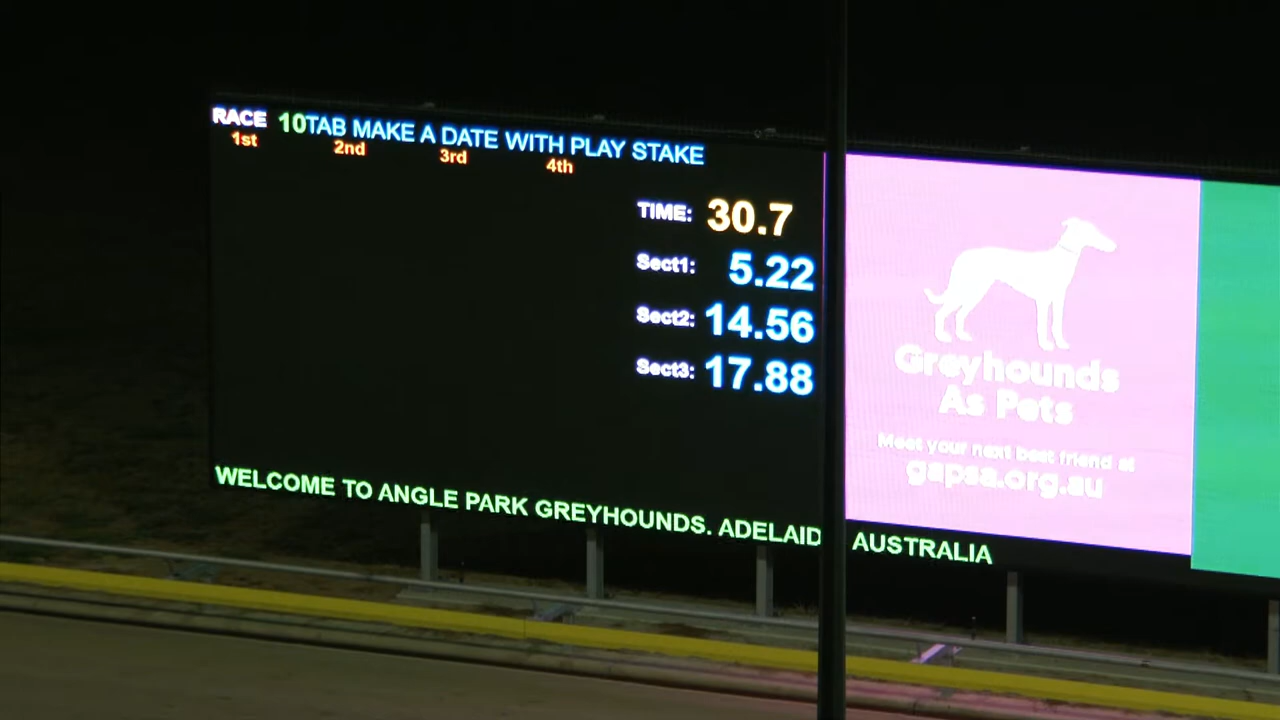 RACE 10TAB MAKE A DATE WITH PLAY STAKE
1st 2nd 3rd 4th
TIME: 30.7
Sect1: 5.22
Sect2: 14.56
Sect3: 17.88
WELCOME TO ANGLE PARK GREYHOUNDS. ADELAID AUSTRALIA
Greyhounds
As Pets
Meet your next best friend at
gapsa.org.au